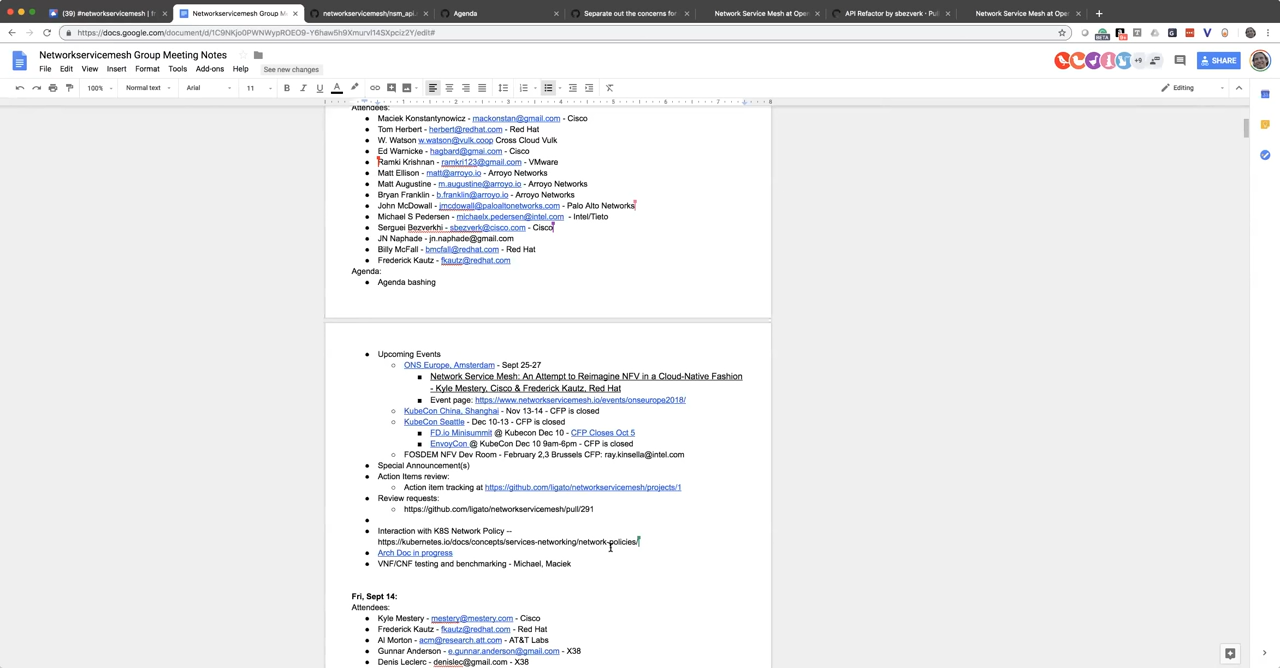 (39) #networkservicemesh | f
Networkservicemesh Group M
networkservicemesh/nsm_api.
Agenda
Separate out the concerns for
Network Service Mesh at Oper
API Refactor by sbezverk · Pul
Network Service Mesh at Oper
https://docs.google.com/document/d/1C9NKjo0PWNWypROEO9-Y6haw5h9Xmurvl14SXpciz2Y/edit#
Networkservicemesh Group Meeting Notes
File Edit View Insert Format Tools Add-ons Help See new changes
+9
SHARE
100% Normal text Arial 11 B I U A Editing
1 2 3 4 5 6 7 8
Attendees:
Maciek Konstantynowicz - mackonstan@gmail.com - Cisco
Tom Herbert - herbert@redhat.com - Red Hat
W. Watson w.watson@vulk.coop Cross Cloud Vulk
Ed Warnicke - hagbard@gmai.com - Cisco
Ramki Krishnan - ramkri123@gmail.com - VMware
Matt Ellison - matt@arroyo.io - Arroyo Networks
Matt Augustine - m.augustine@arroyo.io - Arroyo Networks
Bryan Franklin - b.franklin@arroyo.io - Arroyo Networks
John McDowall - jmcdowall@paloaltonetworks.com - Palo Alto Networks
Michael S Pedersen - michaelx.pedersen@intel.com - Intel/Tieto
Serguei Bezverkhi - sbezverk@cisco.com - Cisco
JN Naphade - jn.naphade@gmail.com
Billy McFall - bmcfall@redhat.com - Red Hat
Frederick Kautz - fkautz@redhat.com
Agenda:
Agenda bashing
Upcoming Events
ONS Europe, Amsterdam - Sept 25-27
Network Service Mesh: An Attempt to Reimagine NFV in a Cloud-Native Fashion
- Kyle Mestery, Cisco & Frederick Kautz, Red Hat
Event page: https://www.networkservicemesh.io/events/onseurope2018/
KubeCon China, Shanghai - Nov 13-14 - CFP is closed
KubeCon Seattle - Dec 10-13 - CFP is closed
FD.io Minisummit @ Kubecon Dec 10 - CFP Closes Oct 5
EnvoyCon @ KubeCon Dec 10 9am-6pm - CFP is closed
FOSDEM NFV Dev Room - February 2,3 Brussels CFP: ray.kinsella@intel.com
Special Announcement(s)
Action Items review:
Action item tracking at https://github.com/ligato/networkservicemesh/projects/1
Review requests:
https://github.com/ligato/networkservicemesh/pull/291
Interaction with K8S Network Policy --
https://kubernetes.io/docs/concepts/services-networking/network-policies/
Arch Doc in progress
VNF/CNF testing and benchmarking - Michael, Maciek
Fri, Sept 14:
Attendees:
Kyle Mestery - mestery@mestery.com - Cisco
Frederick Kautz - fkautz@redhat.com - Red Hat
Al Morton - acm@research.att.com - AT&T Labs
Gunnar Anderson - e.gunnar.anderson@gmail.com - X38
Denis Leclerc - denislec@gmail.com - X38